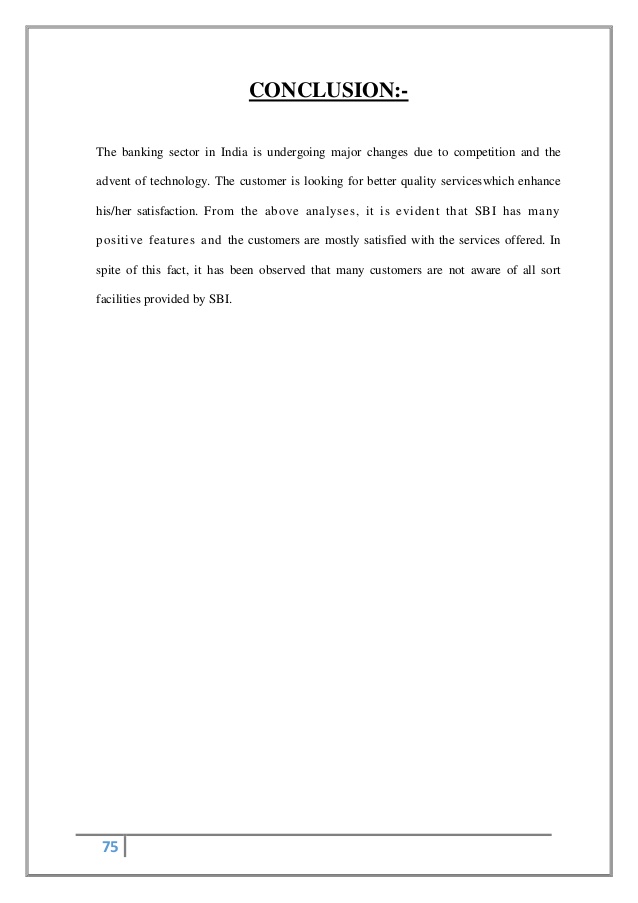 CONCLUSION:-
The banking sector in India is undergoing major changes due to competition and the
advent of technology. The customer is looking for better quality serviceswhich enhance
his/her satisfaction. From the above analyses, it is evident that SBI has many
positive features and the customers are mostly satisfied with the services offered. In
spite of this fact, it has been observed that many customers are not aware of all sort
facilities provided by SBI.
75